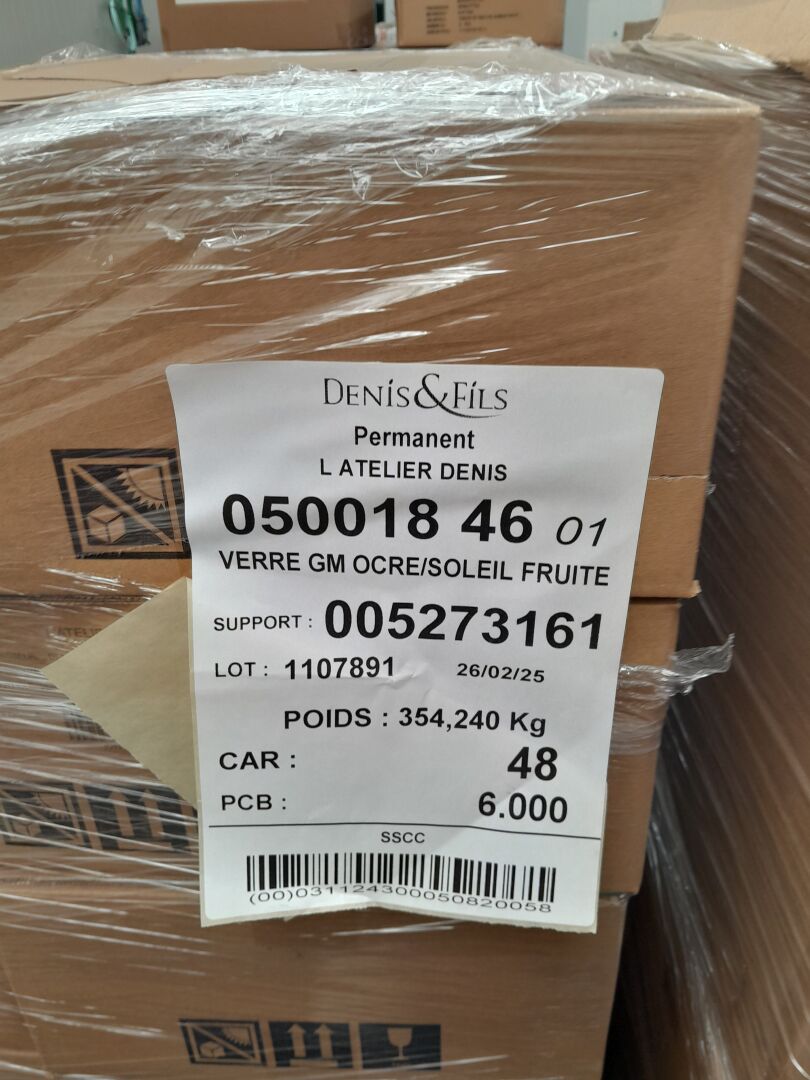 DENIS&FILS
Permanent
L ATELIER DENIS
050018 46 01
VERRE GM OCRE/SOLEIL FRUITE
SUPPORT : 005273161
LOT : 1107891 26/02/25
POIDS : 354,240 Kg
CAR : 48
PCB : 6.000
SSCC
(00)031124300050820058